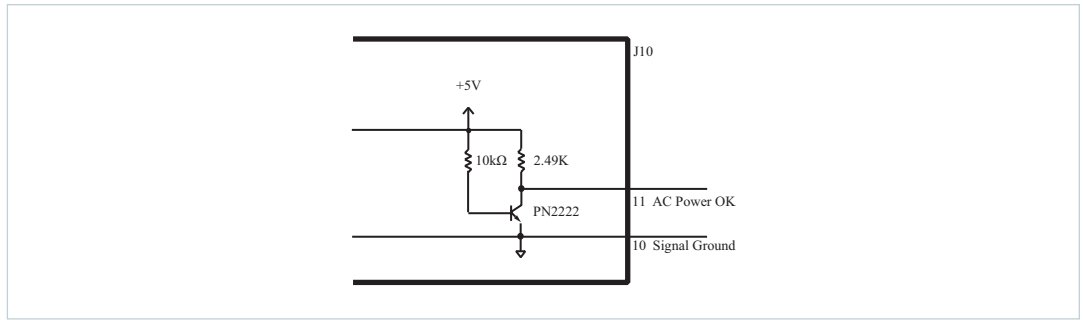 J10
+5V
10kΩ 2.49K
11 AC Power OK
PN2222
10 Signal Ground